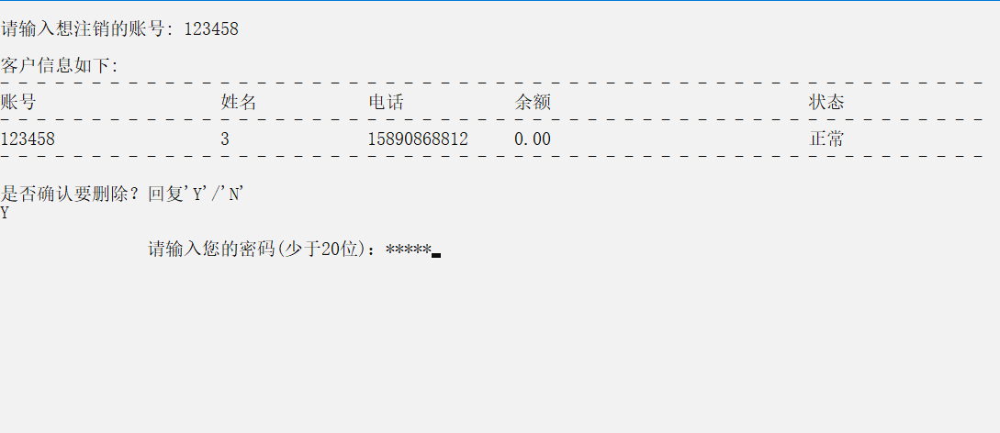 请输入想注销的账号: 123458
客户信息如下:
- - - - - - - - - - - - - - - - - - - - - - - - - - - - - - - - - - - - - - - - - - - - - - - - - - - - - -
账号 姓名 电话 余额 状态
- - - - - - - - - - - - - - - - - - - - - - - - - - - - - - - - - - - - - - - - - - - - - - - - - - - - - -
123458 3 15890868812 0.00 正常
- - - - - - - - - - - - - - - - - - - - - - - - - - - - - - - - - - - - - - - - - - - - - - - - - - - - - -
是否确认要删除？回复'Y'/'N'
Y
请输入您的密码(少于20位)：*****